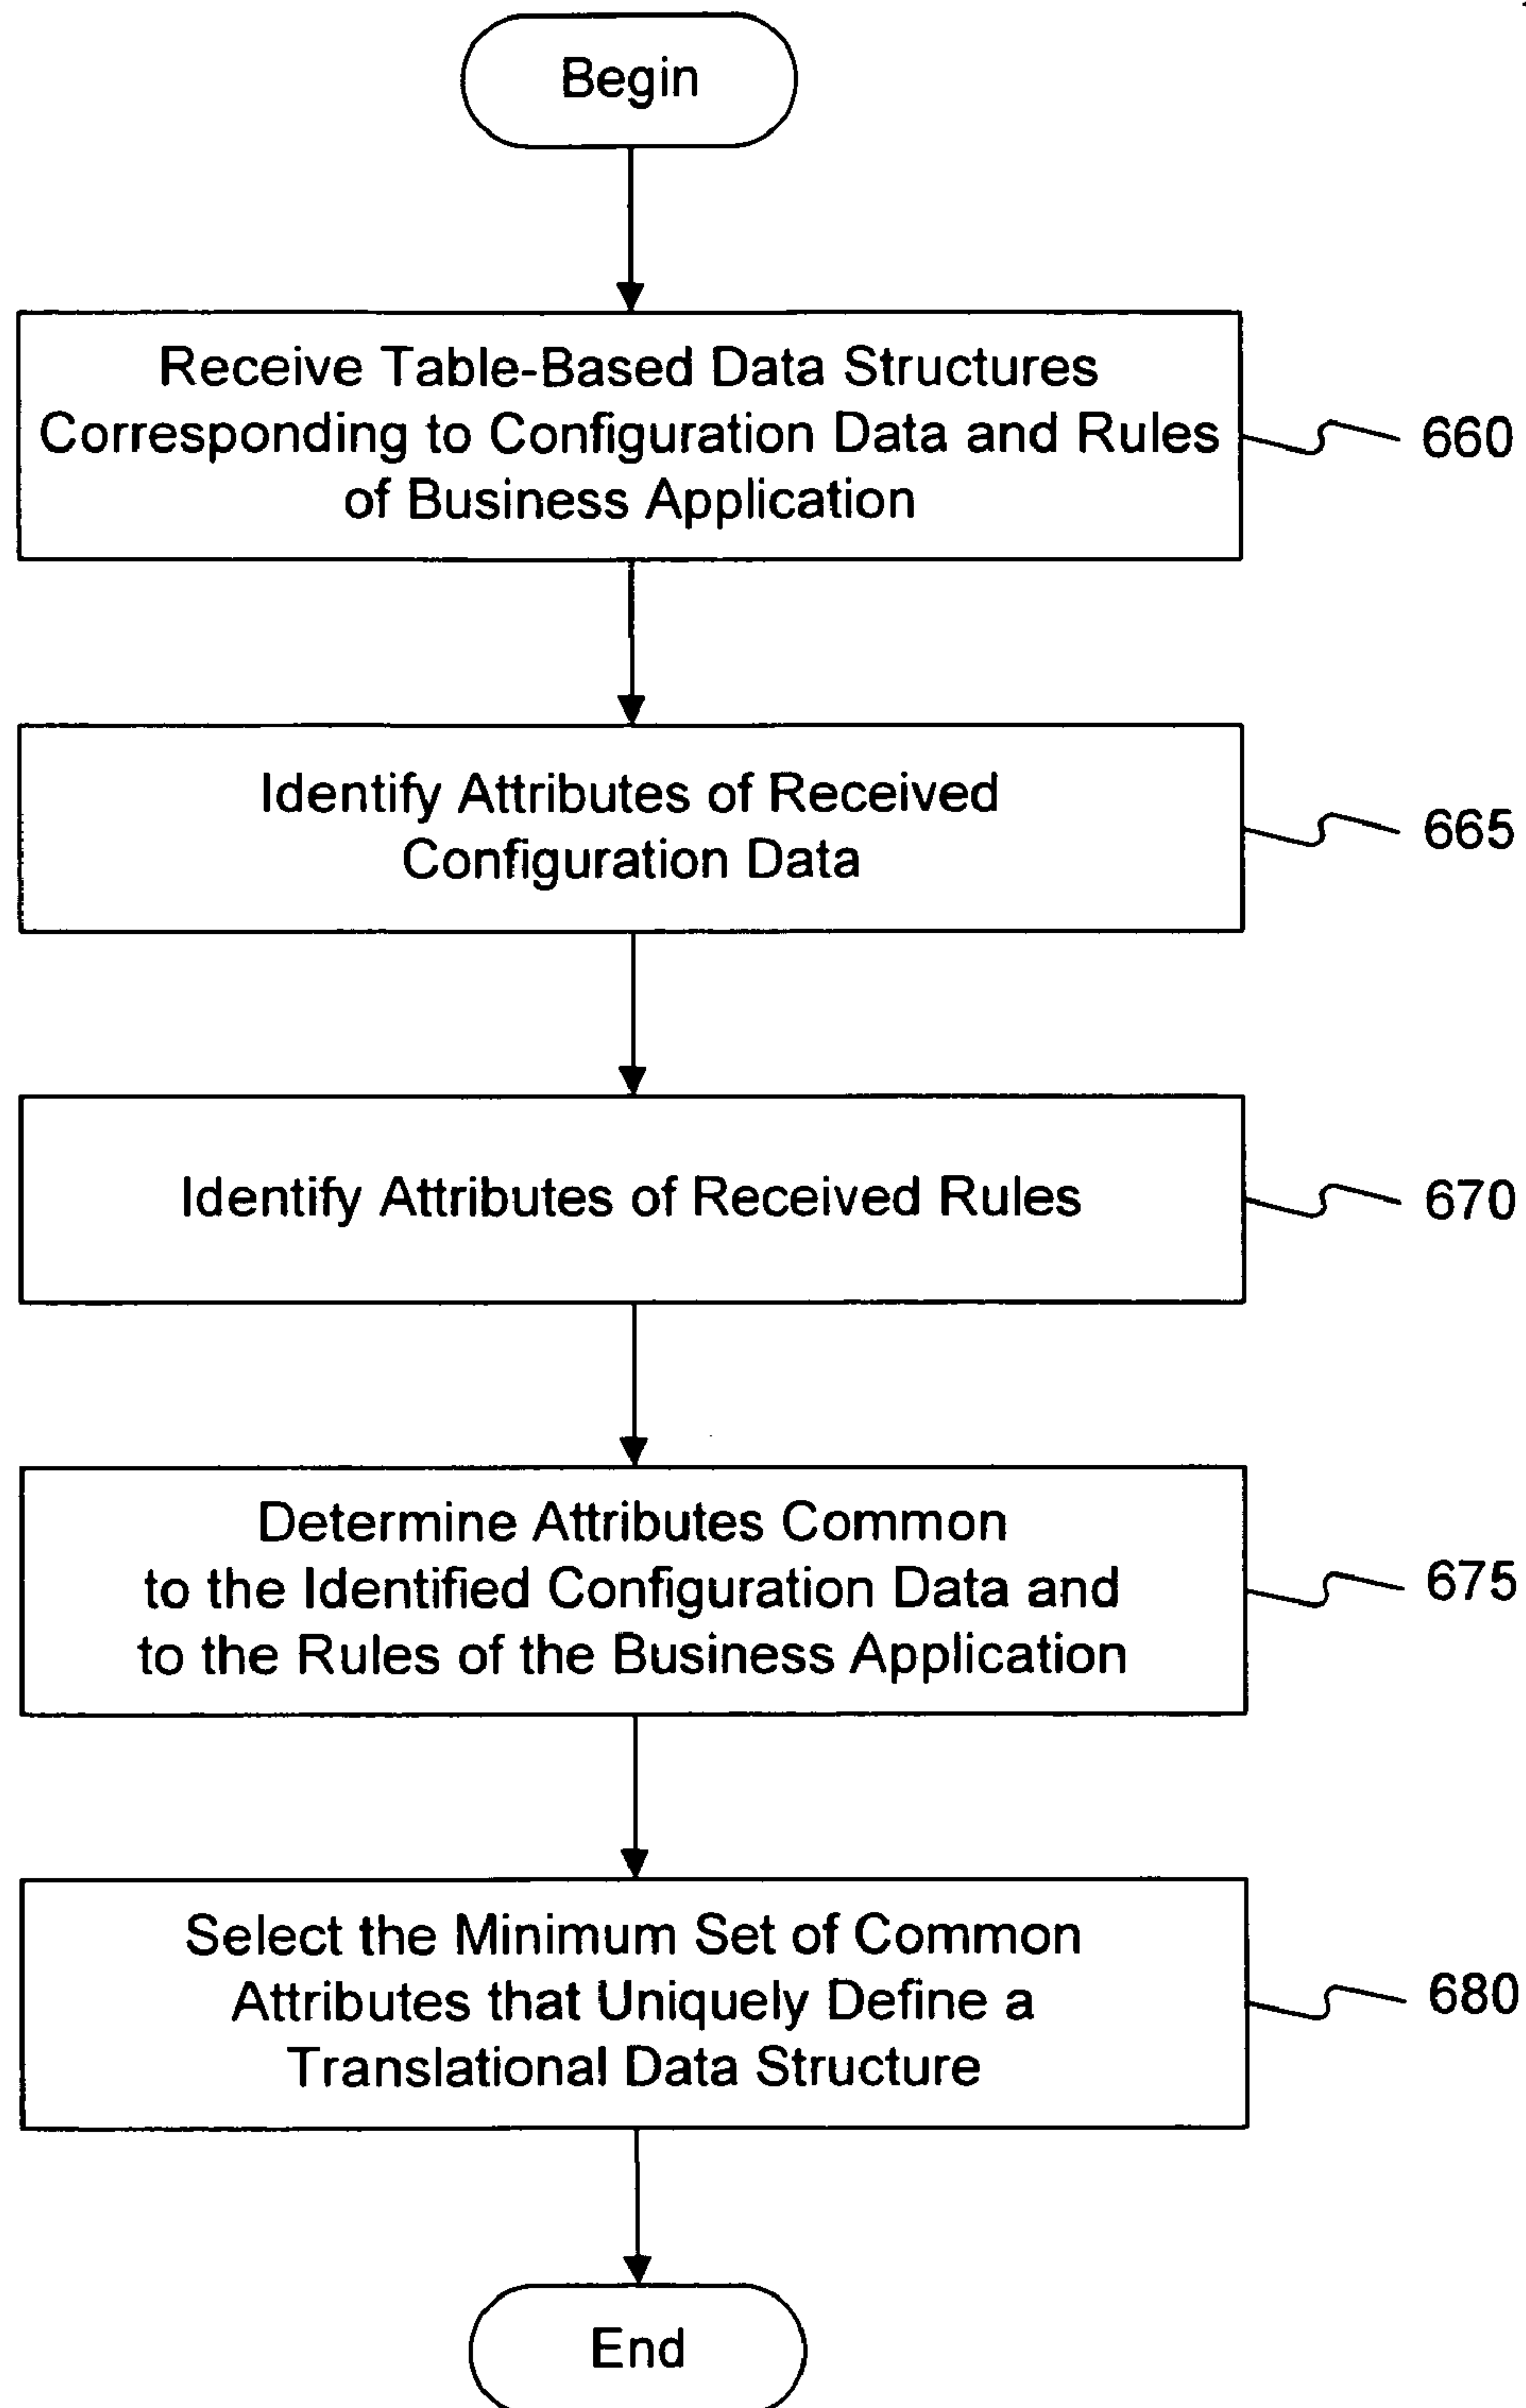 Begin
Receive Table-Based Data Structures
Corresponding to Configuration Data and Rules
of Business Application
660
Identify Attributes of Received
Configuration Data
665
Identify Attributes of Received Rules
670
Determine Attributes Common
to the Identified Configuration Data and
to the Rules of the Business Application
675
Select the Minimum Set of Common
Attributes that Uniquely Define a
Translational Data Structure
680
End